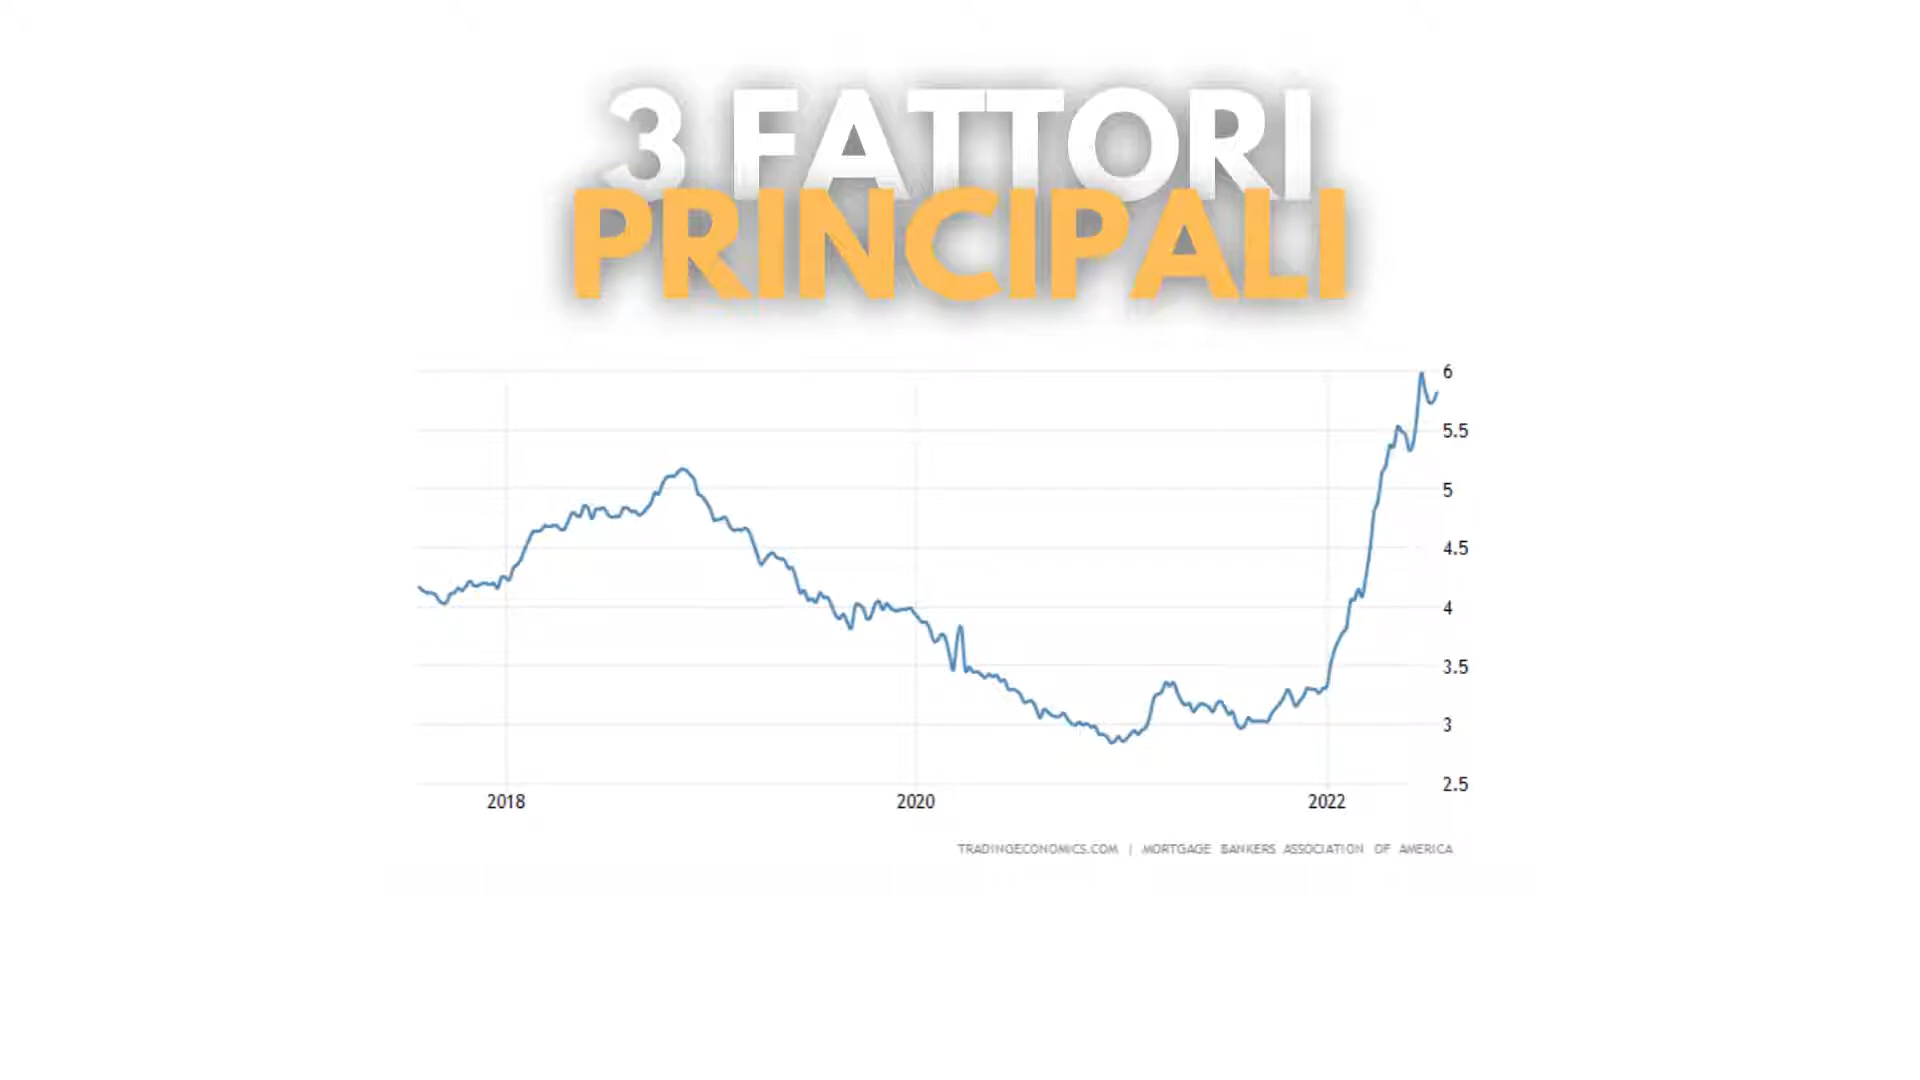 3 FATTORI
PRINCIPALI
6
5.5
5
4.5
4
3.5
3
2.5
2018 2020 2022
TRADINGECONOMICS.COM | MORTGAGE BANKERS ASSOCIATION OF AMERICA